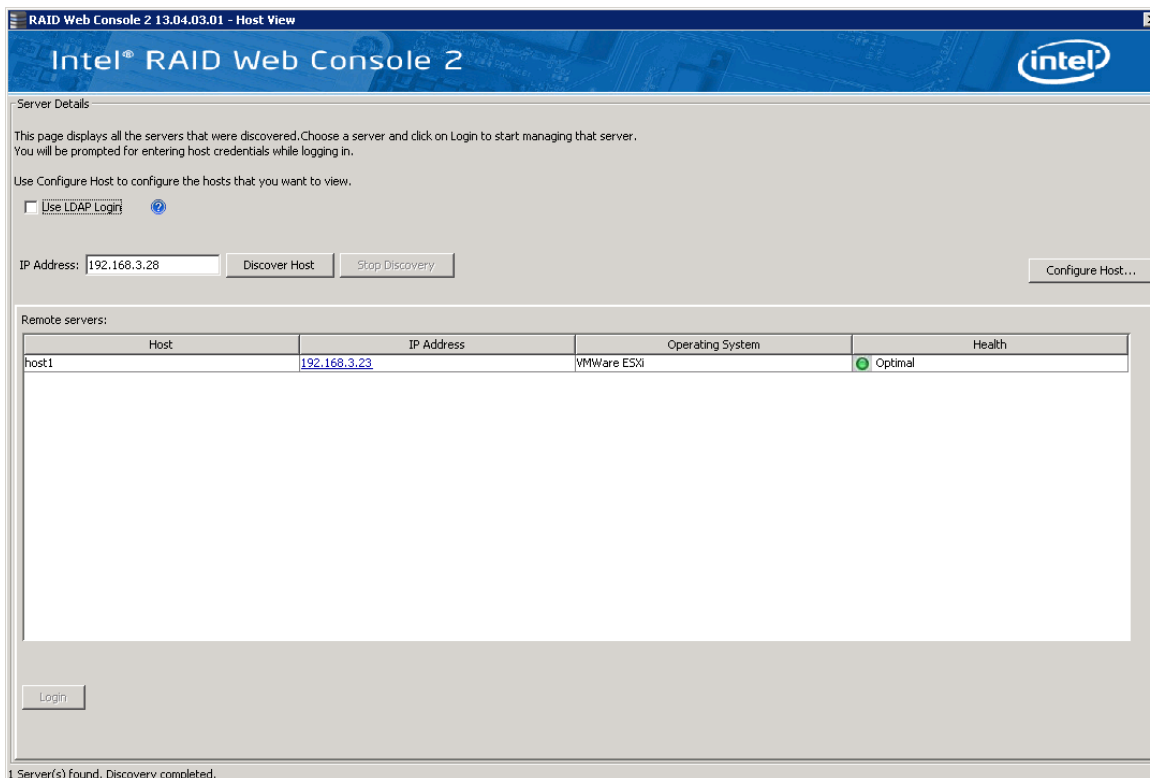 RAID Web Console 2 13.04.03.01 - Host View
Intel® RAID Web Console 2
intel
Server Details
This page displays all the servers that were discovered.Choose a server and click on Login to start managing that server.
You will be prompted for entering host credentials while logging in.
Use Configure Host to configure the hosts that you want to view.
Use LDAP Login
IP Address: 192.168.3.28 Discover Host Stop Discovery
Configure Host...
Remote servers:
Host IP Address Operating System Health
host1 192.168.3.23 VMWare ESXi Optimal
Login
1 Server(s) found. Discovery completed.